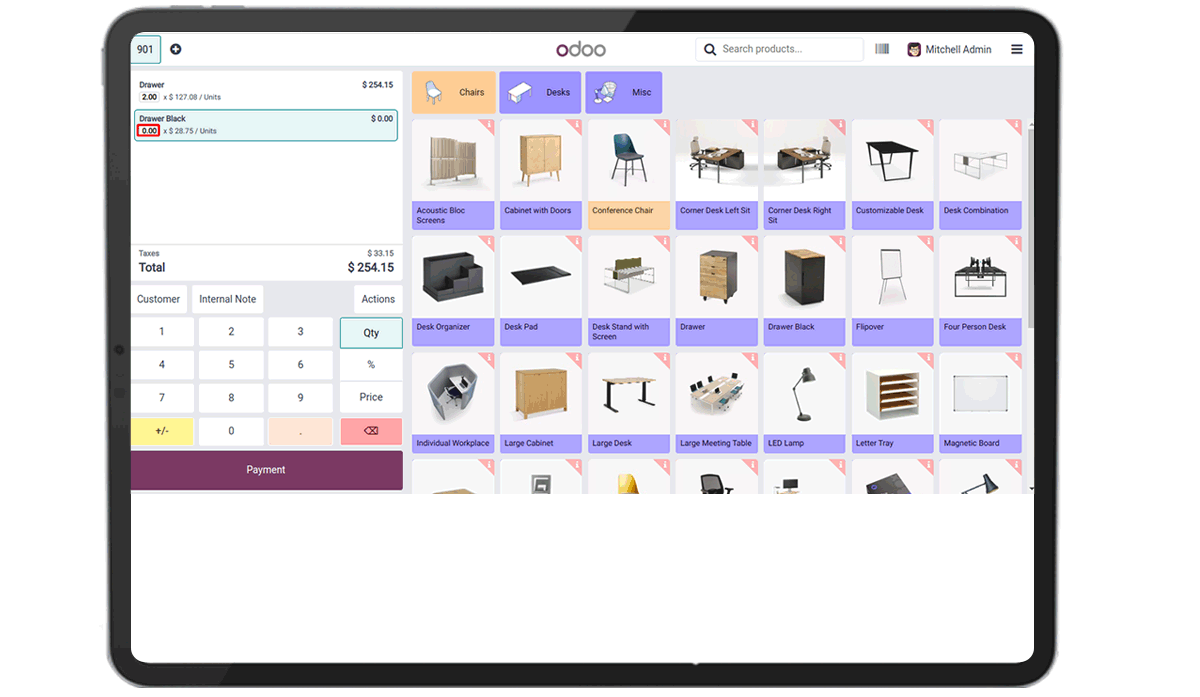 901
odoo
Search products...
Mitchell Admin
Drawer
$ 254.15
2.00 x $ 127.08 / Units
Drawer Black
$ 0.00
0.00 x $ 28.75 / Units
Taxes
$ 33.15
Total
$ 254.15
Customer
Internal Note
Actions
1
2
3
Qty
4
5
6
%
7
8
9
Price
+/-
0
.
Payment
Chairs
Desks
Misc
Acoustic Bloc
Screens
Cabinet with Doors
Conference Chair
Corner Desk Left Sit
Corner Desk Right
Sit
Customizable Desk
Desk Combination
Desk Organizer
Desk Pad
Desk Stand with
Screen
Drawer
Drawer Black
Flipover
Four Person Desk
Individual Workplace
Large Cabinet
Large Desk
Large Meeting Table
LED Lamp
Letter Tray
Magnetic Board